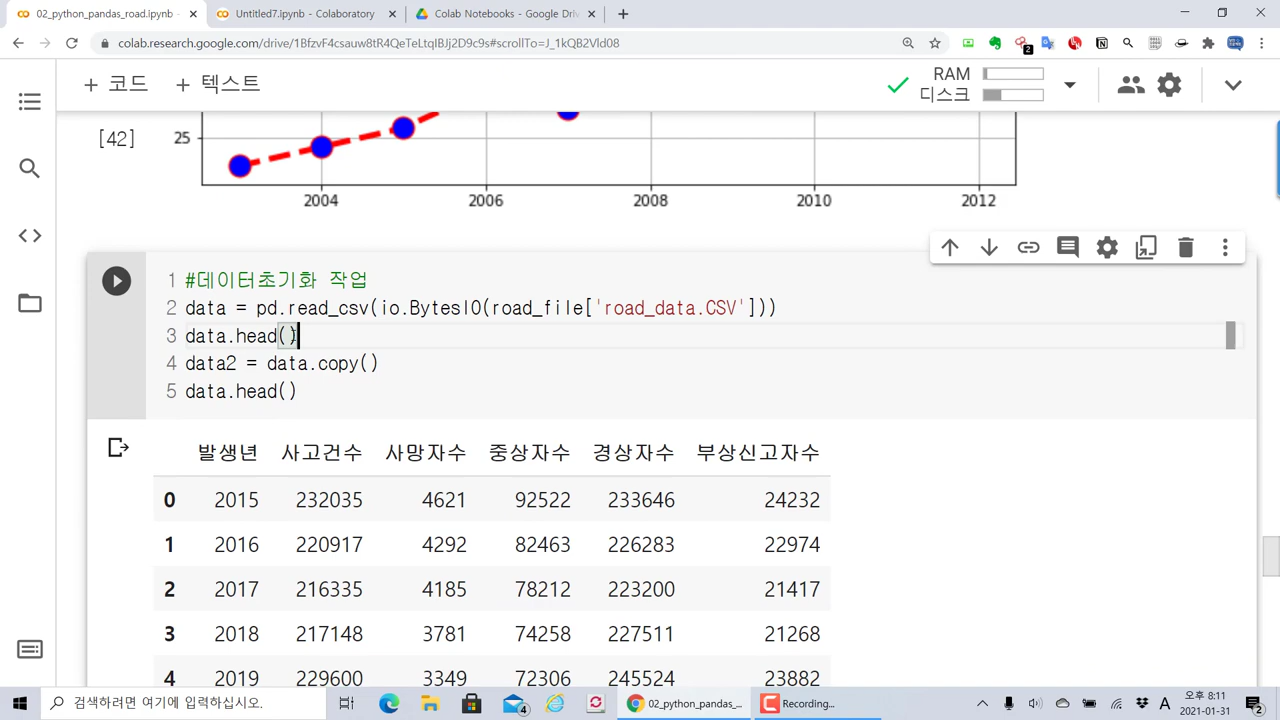 02_python_pandas_road.ipynb - ×
Untitled7.ipynb - Colaboratory ×
Colab Notebooks - Google Driv ×
colab.research.google.com/drive/1BfzvF4csauw8tR4QeTeLtqIBJ3D9c9s#scrollTo=J_1kQB2Vld08
2
+ 코드 + 텍스트
RAM
디스크
[42]
25
2004 2006 2008 2010 2012
1 #데이터초기화 작업
2 data = pd.read_csv(io.BytesIO(road_file['road_data.CSV']))
3 data.head()
4 data2 = data.copy()
5 data.head()
발생년 사고건수 사망자수 중상자수 경상자수 부상신고자수
0 2015 232035 4621 92522 233646 24232
1 2016 220917 4292 82463 226283 22974
2 2017 216335 4185 78212 223200 21417
3 2018 217148 3781 74258 227511 21268
4 2019 229600 3349 72306 245524 23882
검색하려면 여기에 입력하십시오.
4
02_python_pandas_...
Recording...
A
오후 8:11
2021-01-31
2